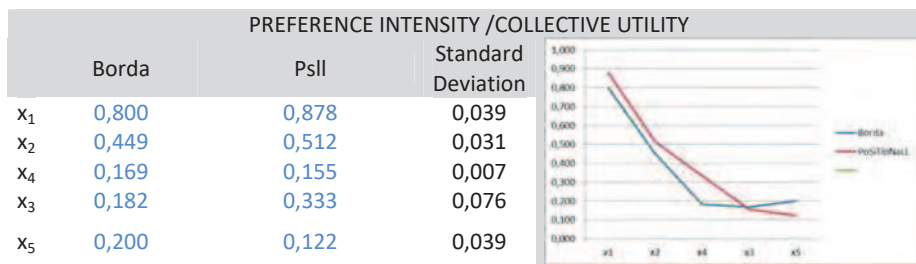 PREFERENCE INTENSITY /COLLECTIVE UTILITY
Borda Psll Standard Deviation
x₁ 0,800 0,878 0,039
x₂ 0,449 0,512 0,031
x₄ 0,169 0,155 0,007
x₃ 0,182 0,333 0,076
x₅ 0,200 0,122 0,039
1,000
0,900
0,800
0,700
0,600
0,500
0,400
0,300
0,200
0,100
0,000
x1 x2 x4 x3 x5
Borda